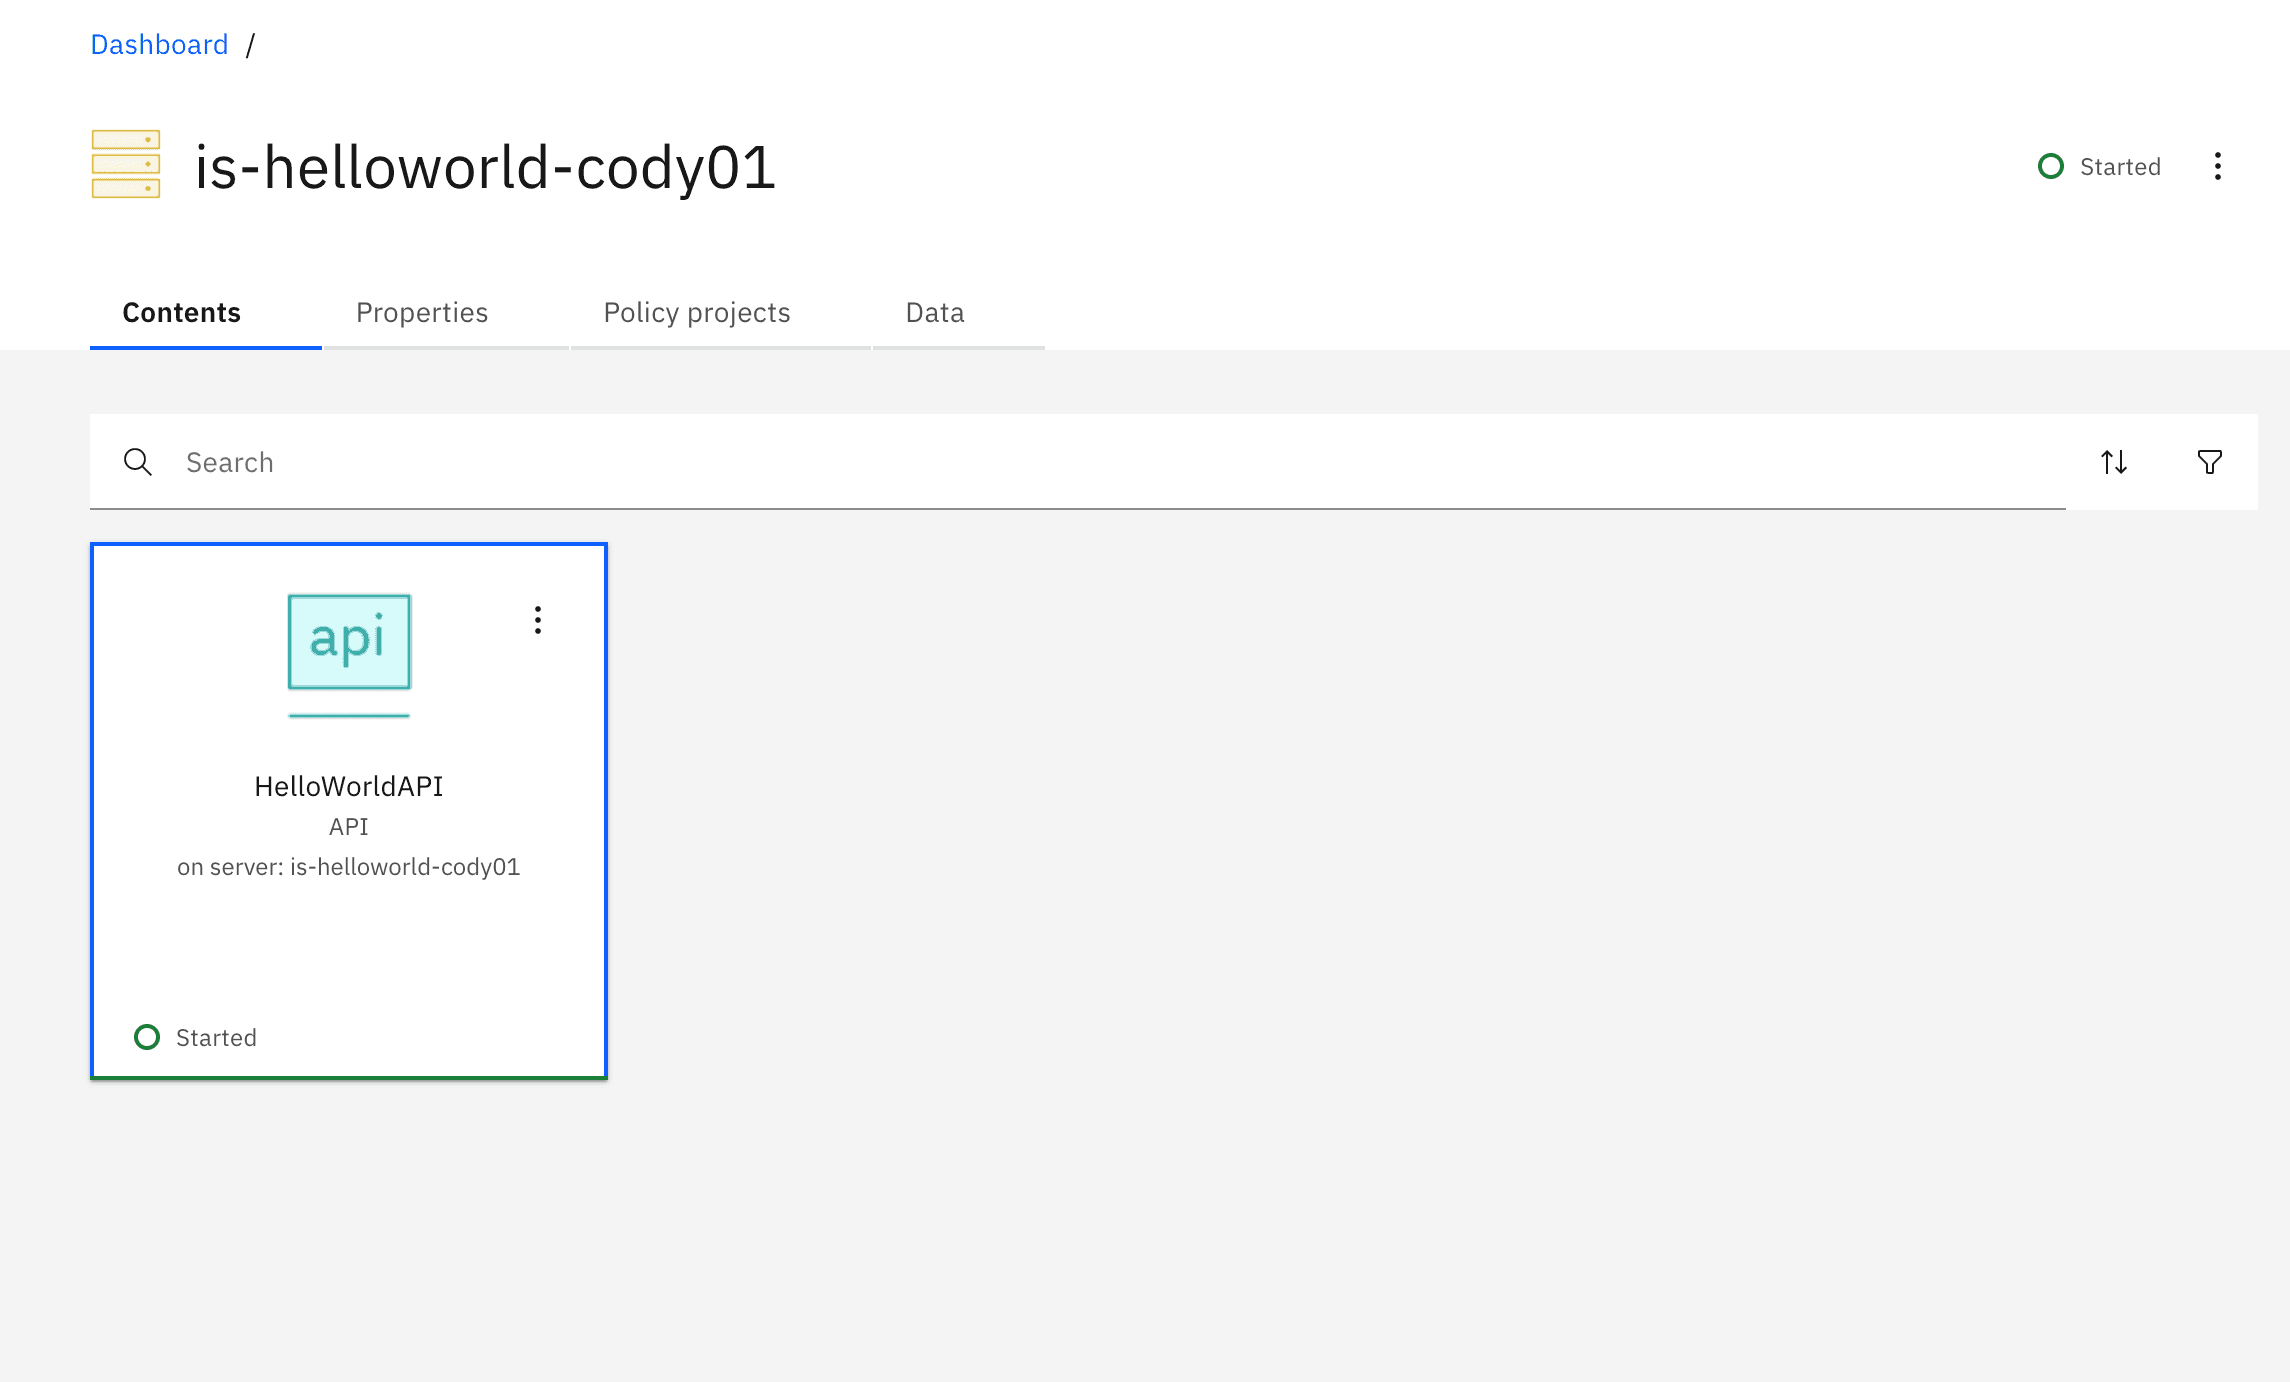 Dashboard /
is-helloworld-cody01
Started
Contents Properties Policy projects Data
Search
api
HelloWorldAPI
API
on server: is-helloworld-cody01
Started